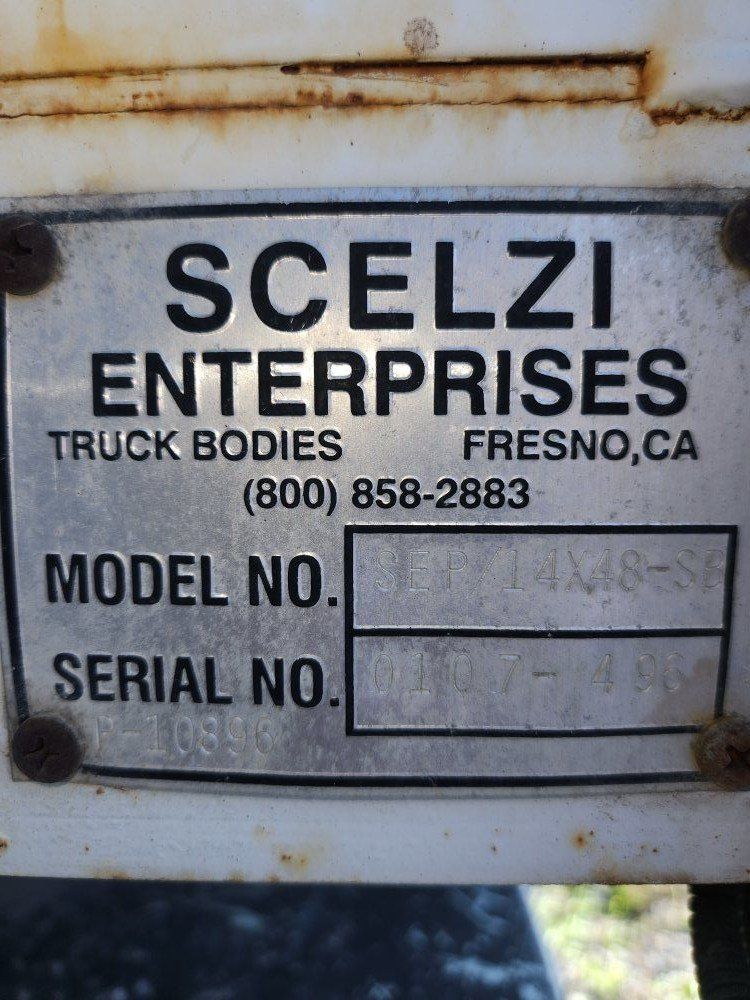 SCELZI
ENTERPRISES
TRUCK BODIES FRESNO,CA
(800) 858-2883
MODEL NO. SEP/14X48-SB
SERIAL NO. 0107-496
P-10896